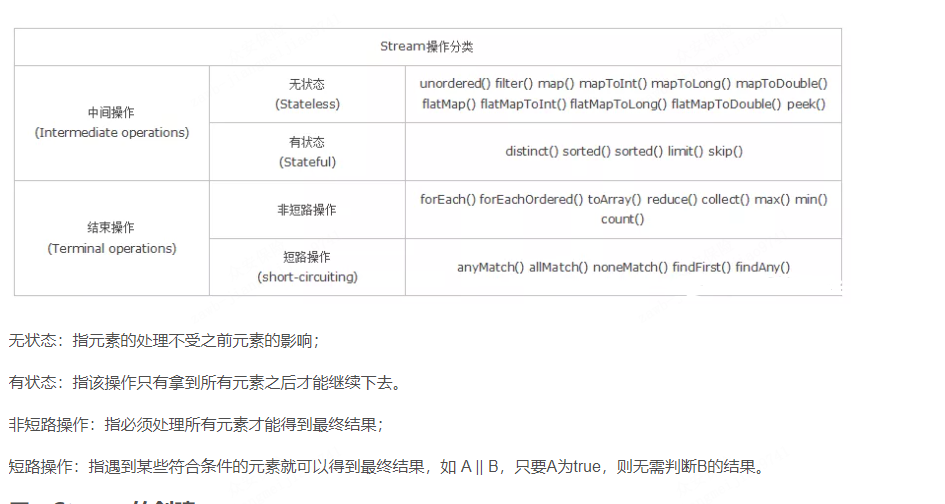 Stream操作分类
中间操作
(Intermediate operations)
无状态
(Stateless)
unordered() filter() map() mapToInt() mapToLong() mapToDouble()
flatMap() flatMapToInt() flatMapToLong() flatMapToDouble() peek()
有状态
(Stateful)
distinct() sorted() sorted() limit() skip()
结束操作
(Terminal operations)
非短路操作
forEach() forEachOrdered() toArray() reduce() collect() max() min()
count()
短路操作
(short-circuiting)
anyMatch() allMatch() noneMatch() findFirst() findAny()
无状态：指元素的处理不受之前元素的影响；
有状态：指该操作只有拿到所有元素之后才能继续下去。
非短路操作：指必须处理所有元素才能得到最终结果；
短路操作：指遇到某些符合条件的元素就可以得到最终结果，如 A || B，只要A为true，则无需判断B的结果。